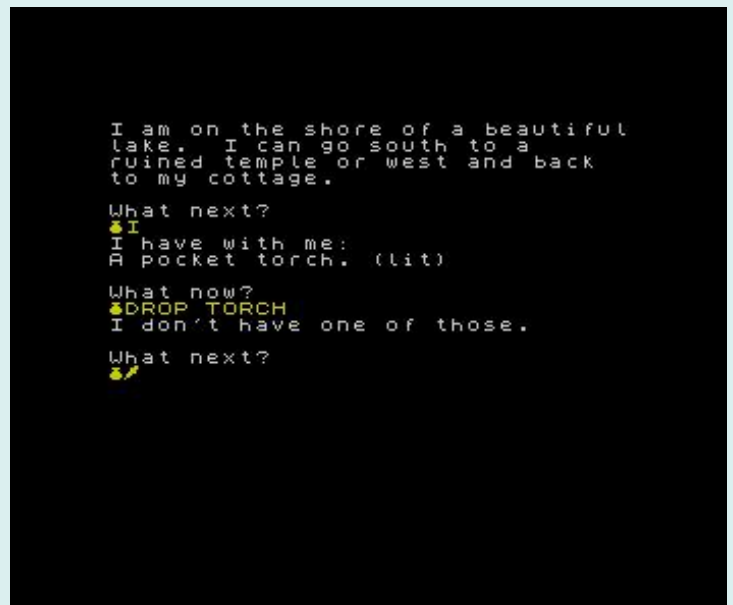 I am on the shore of a beautiful
lake.  I can go south to a
ruined temple or west and back
to my cottage.
What next?
I
I have with me:
A pocket torch. (lit)
What now?
DROP TORCH
I don't have one of those.
What next?